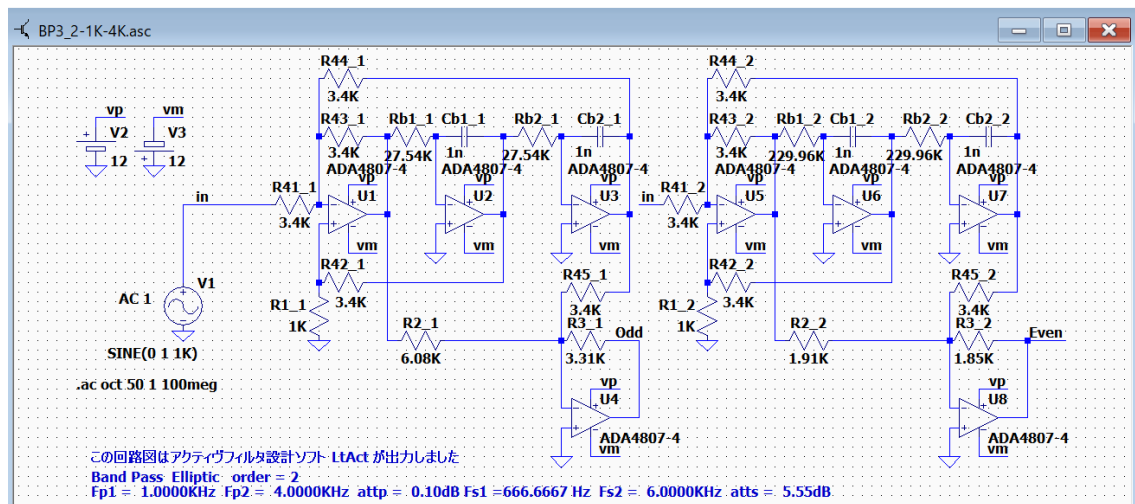 BP3_2-1K-4K.asc
R44_1
3.4K
R44_2
3.4K
vp
vm
V2
V3
12
12
R43_1
3.4K
Rb1_1
27.54K
Cb1_1
1n
Rb2_1
27.54K
Cb2_1
1n
R43_2
3.4K
Rb1_2
229.96K
Cb1_2
1n
Rb2_2
229.96K
Cb2_2
1n
ADA4807-4
ADA4807-4
ADA4807-4
ADA4807-4
ADA4807-4
ADA4807-4
in
R41_1
3.4K
vp
U1
vm
vp
U2
vm
vp
U3
vm
in
R41_2
3.4K
vp
U5
vm
vp
U6
vm
vp
U7
vm
R42_1
3.4K
R45_1
3.4K
R42_2
3.4K
R45_2
3.4K
V1
AC 1
SINE(0 1 1K)
R1_1
1K
R2_1
6.08K
R3_1
3.31K
Odd
R1_2
1K
R2_2
1.91K
R3_2
1.85K
Even
.ac oct 50 1 100meg
vp
U4
ADA4807-4
vm
vp
U8
ADA4807-4
vm
この回路図はアクティヴフィルタ設計ソフト LtAct が出力しました
Band Pass Elliptic order = 2
Fp1 = 1.0000KHz Fp2 = 4.0000KHz attp = 0.10dB Fs1 =666.6667 Hz Fs2 = 6.0000KHz atts = 5.55dB